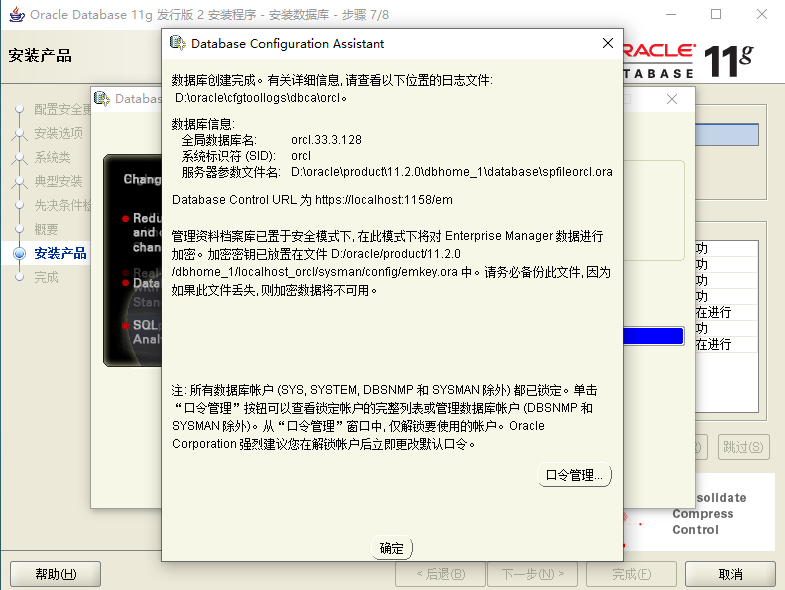 Oracle Database 11g 发行版 2 安装程序 - 安装数据库 - 步骤 7/8
安装产品
ORACLE
DATABASE 11g
配置安全更
安装选项
系统类
典型安装
先决条件检
概要
安装产品
完成
Databas
Chang
Redu
and
chan
Real
Data
Stan
SQL
Anal
Database Configuration Assistant
数据库创建完成。有关详细信息, 请查看以下位置的日志文件:
D:\oracle\cfgtoollogs\dbca\orcl。
数据库信息:
全局数据库名: orcl.33.3.128
系统标识符 (SID): orcl
服务器参数文件名: D:\oracle\product\11.2.0\dbhome_1\database\spfileorcl.ora
Database Control URL 为 https://localhost:1158/em
管理资料档案库已置于安全模式下, 在此模式下将对 Enterprise Manager 数据进行
加密。加密密钥已放置在文件 D:/oracle/product/11.2.0
/dbhome_1/localhost_orcl/sysman/config/emkey.ora 中。请务必备份此文件, 因为
如果此文件丢失, 则加密数据将不可用。
注: 所有数据库帐户 (SYS, SYSTEM, DBSNMP 和 SYSMAN 除外) 都已锁定。单击
“口令管理”按钮可以查看锁定帐户的完整列表或管理数据库帐户 (DBSNMP 和
SYSMAN 除外)。从“口令管理”窗口中, 仅解锁要使用的帐户。Oracle
Corporation 强烈建议您在解锁帐户后立即更改默认口令。
口令管理...
确定
功
功
功
功
在进行
功
在进行
跳过(S)
solidate
Compress
Control
帮助(H)
< 后退(B)
下一步(N) >
完成(F)
取消